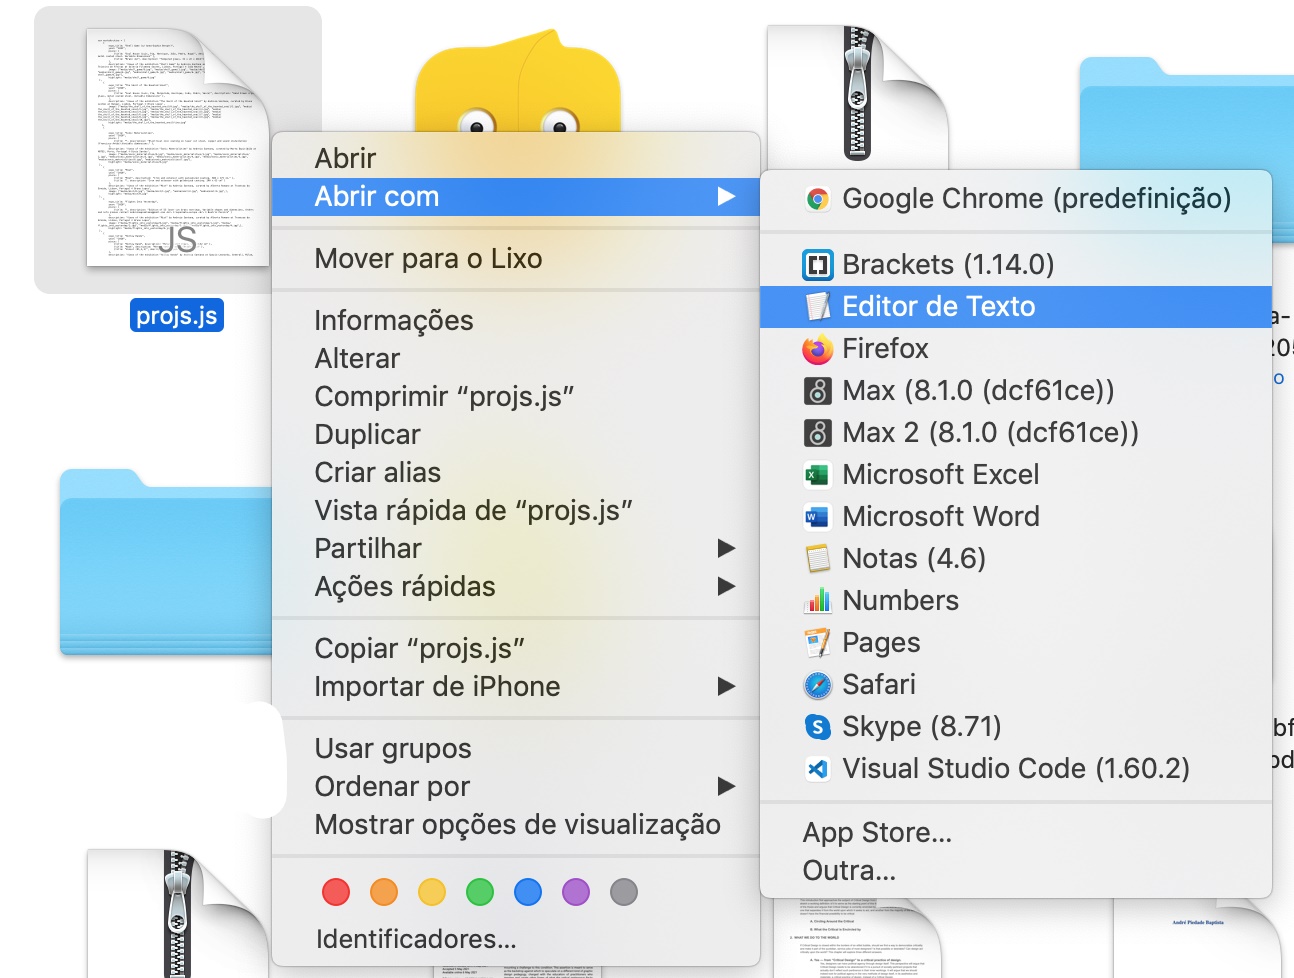 JS
projs.js
Abrir
Abrir com
Mover para o Lixo
Informações
Alterar
Comprimir “projs.js”
Duplicar
Criar alias
Vista rápida de “projs.js”
Partilhar
Ações rápidas
Copiar “projs.js”
Importar de iPhone
Usar grupos
Ordenar por
Mostrar opções de visualização
Identificadores...
Google Chrome (predefinição)
Brackets (1.14.0)
Editor de Texto
Firefox
Max (8.1.0 (dcf61ce))
Max 2 (8.1.0 (dcf61ce))
Microsoft Excel
Microsoft Word
Notas (4.6)
Numbers
Pages
Safari
Skype (8.71)
Visual Studio Code (1.60.2)
App Store...
Outra...
André Piedade Baptista